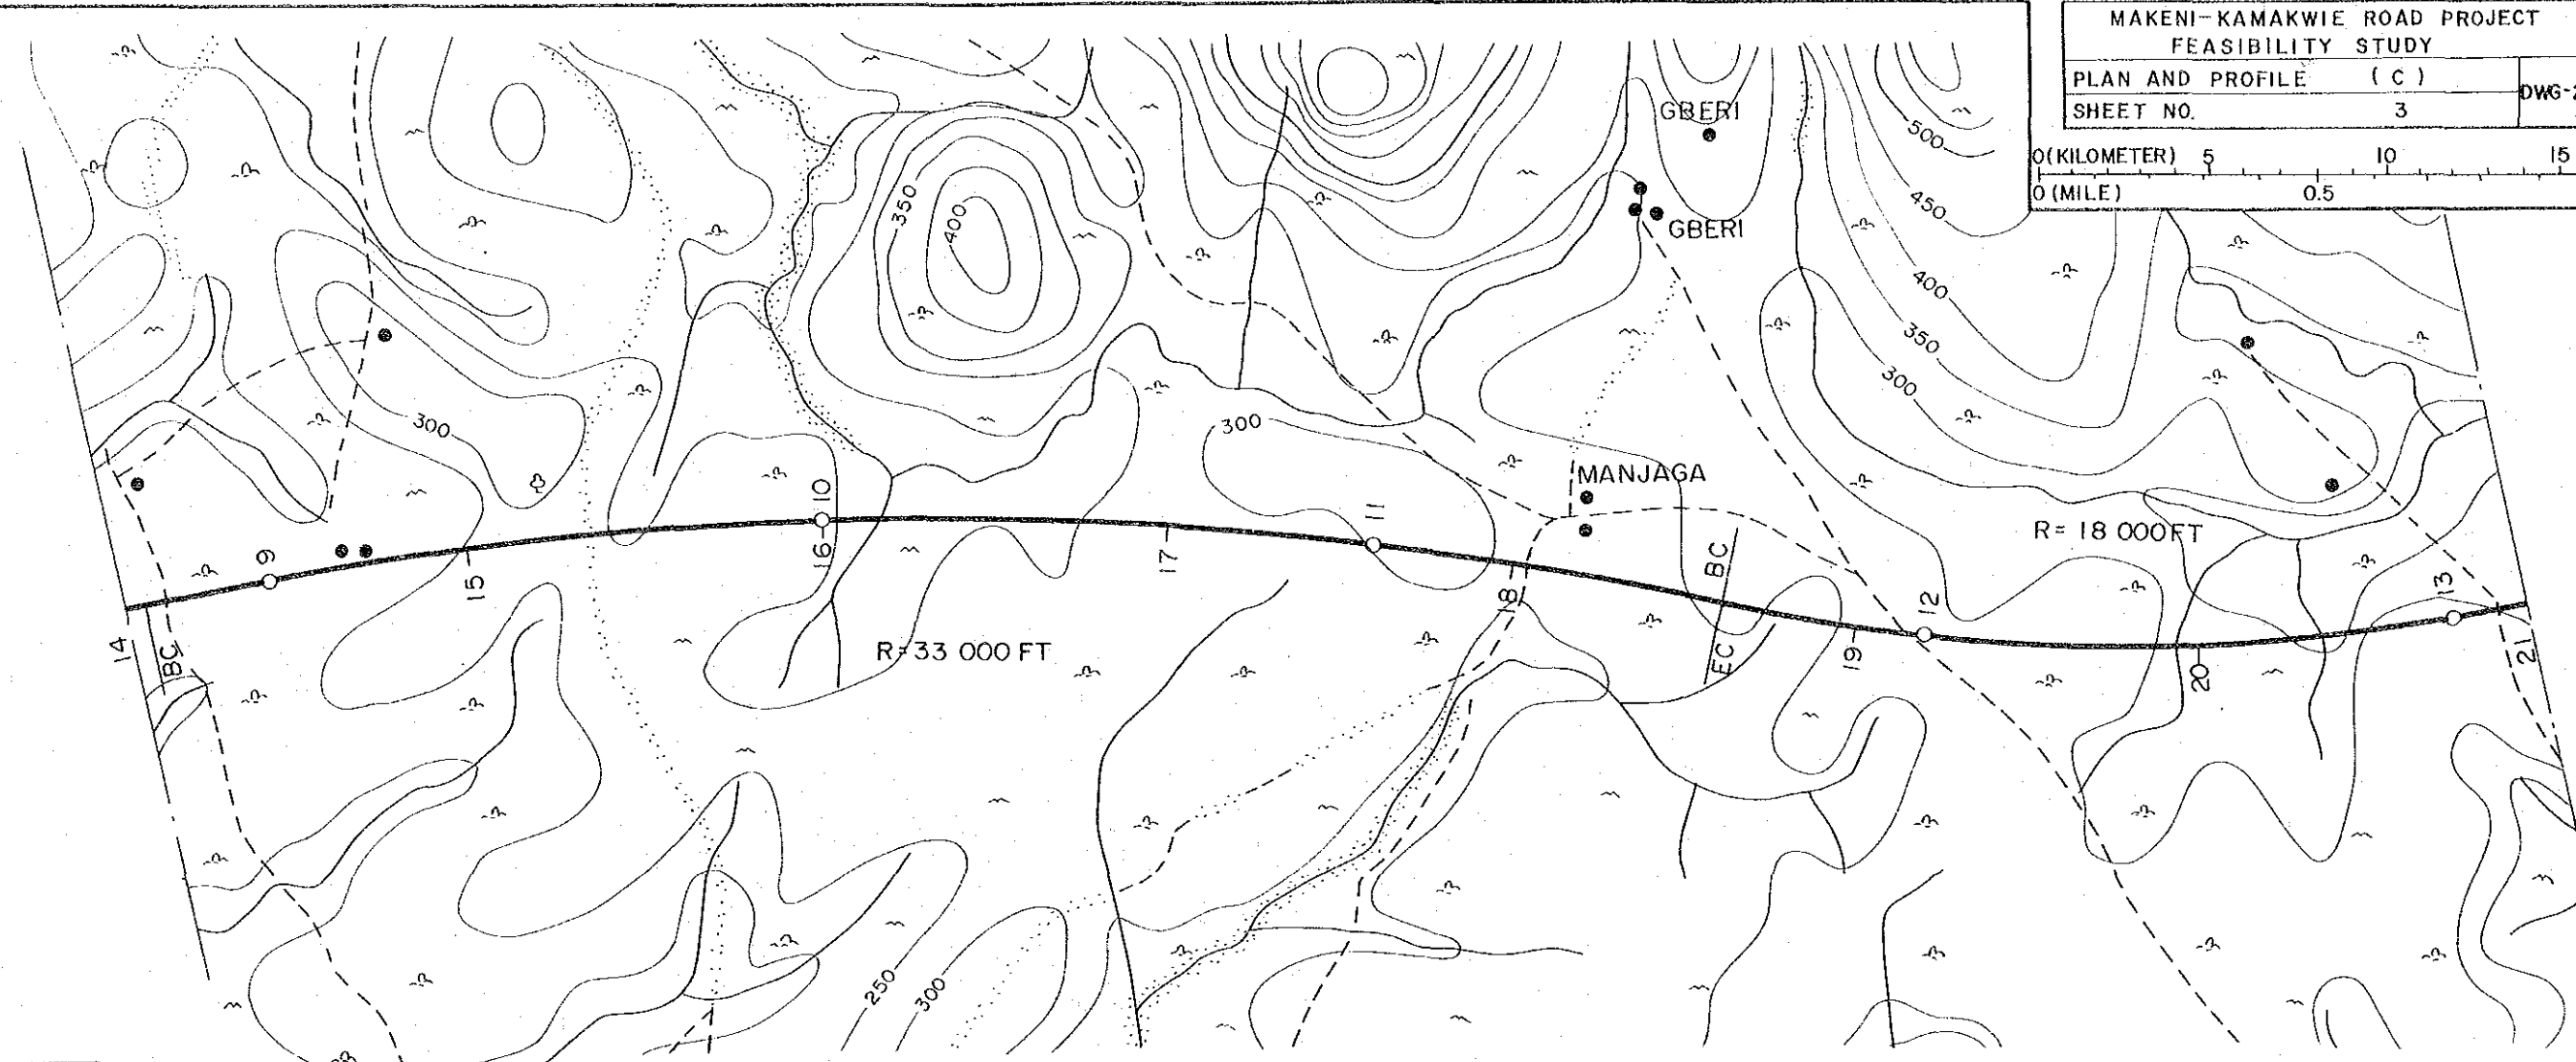 MAKENI-KAMAKWIE ROAD PROJECT
FEASIBILITY STUDY
PLAN AND PROFILE (C)
SHEET NO. 3
DWG-2
0(KILOMETER) 5 10 15
0(MILE) 0.5
GBERI
GBERI
500
450
400
350
300
350
400
300
300
MANJAGA
R= 18 000FT
R=33 000 FT
9
10
11
12
13
14
15
16
17
18
19
20
21
BC
BC
EC
250
300